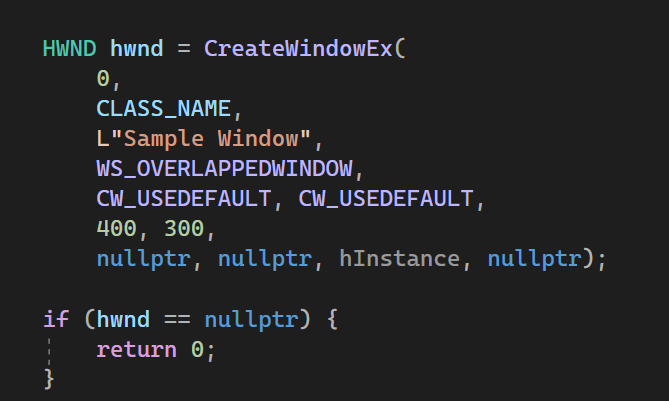 HWND hwnd = CreateWindowEx(
    0,
    CLASS_NAME,
    L"Sample Window",
    WS_OVERLAPPEDWINDOW,
    CW_USEDEFAULT, CW_USEDEFAULT,
    400, 300,
    nullptr, nullptr, hInstance, nullptr);

if (hwnd == nullptr) {
    return 0;
}